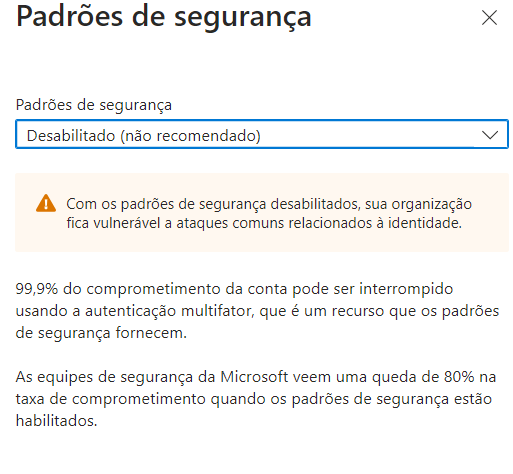 Padrões de segurança
Padrões de segurança
Desabilitado (não recomendado)
Com os padrões de segurança desabilitados, sua organização
fica vulnerável a ataques comuns relacionados à identidade.
99,9% do comprometimento da conta pode ser interrompido
usando a autenticação multifator, que é um recurso que os padrões
de segurança fornecem.
As equipes de segurança da Microsoft veem uma queda de 80% na
taxa de comprometimento quando os padrões de segurança estão
habilitados.